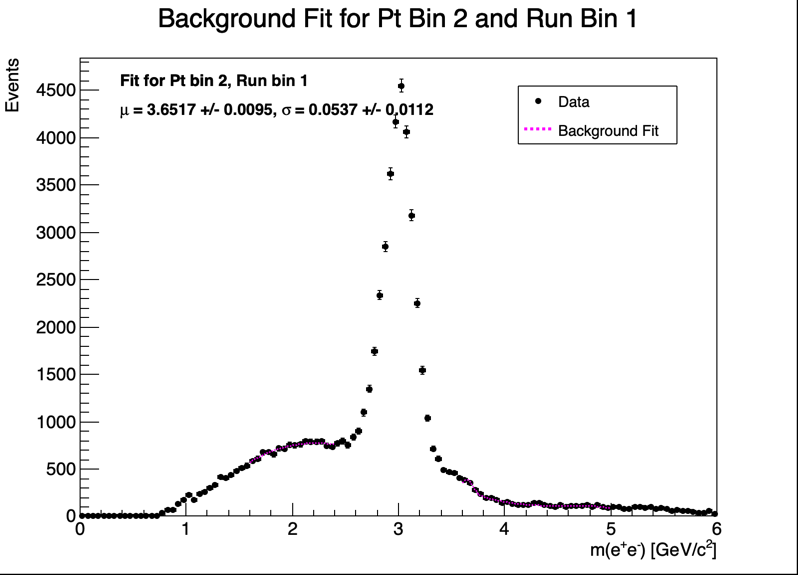 Background Fit for Pt Bin 2 and Run Bin 1
Events
Fit for Pt bin 2, Run bin 1
μ = 3.6517 +/- 0.0095, σ = 0.0537 +/- 0.0112
Data
Background Fit
4500
4000
3500
3000
2500
2000
1500
1000
500
0
0 1 2 3 4 5 6
m(e⁺e⁻) [GeV/c²]